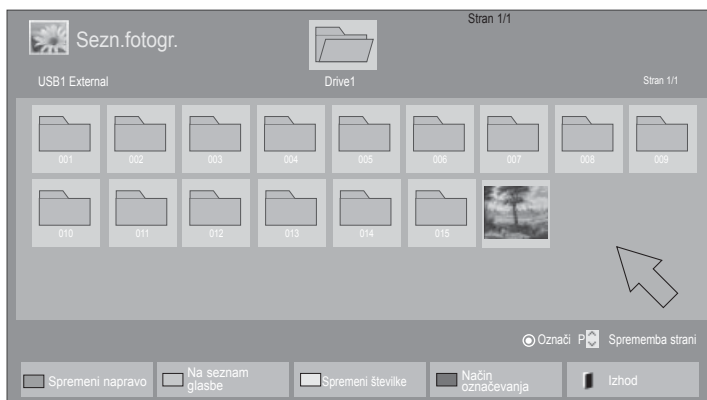 Stran 1/1
Sezn.fotogr.
USB1 External
Drive1
Stran 1/1
001 002 003 004 005 006 007 008 009
010 011 012 013 014 015
Označi P Sprememba strani
Spremeni napravo
Na seznam
glasbe
Spremeni številke
Način
označevanja
Izhod